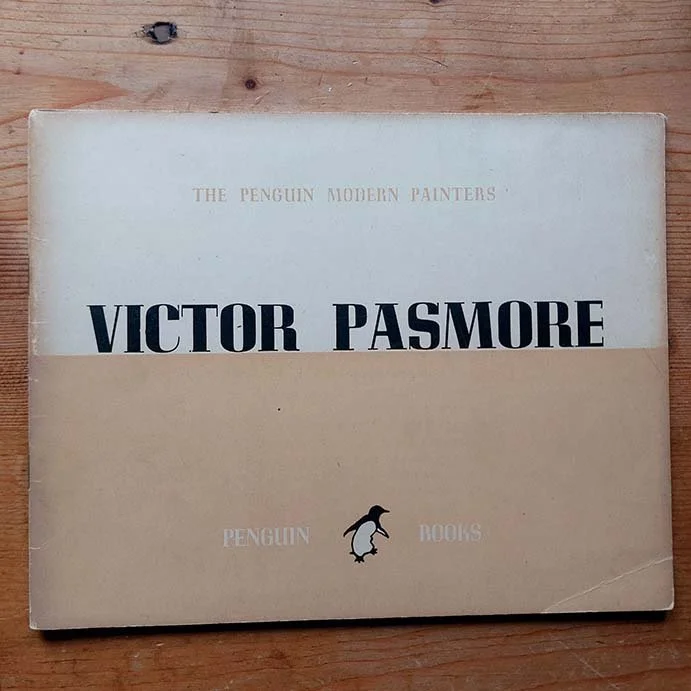 THE PENGUIN MODERN PAINTERS
VICTOR PASMORE
PENGUIN BOOKS